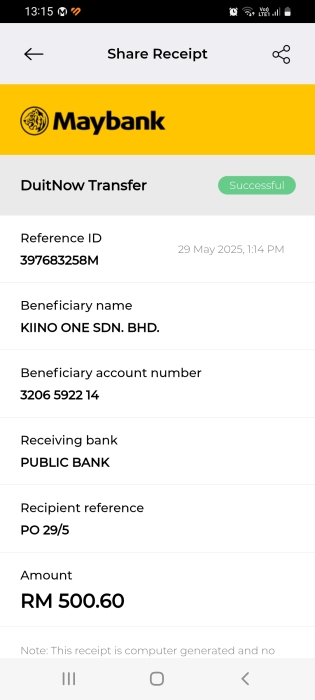 13:15
Share Receipt
Maybank
DuitNow Transfer
Successful
Reference ID
29 May 2025, 1:14 PM
397683258M
Beneficiary name
KIINO ONE SDN. BHD.
Beneficiary account number
3206 5922 14
Receiving bank
PUBLIC BANK
Recipient reference
PO 29/5
Amount
RM 500.60
Note: This receipt is computer generated and no